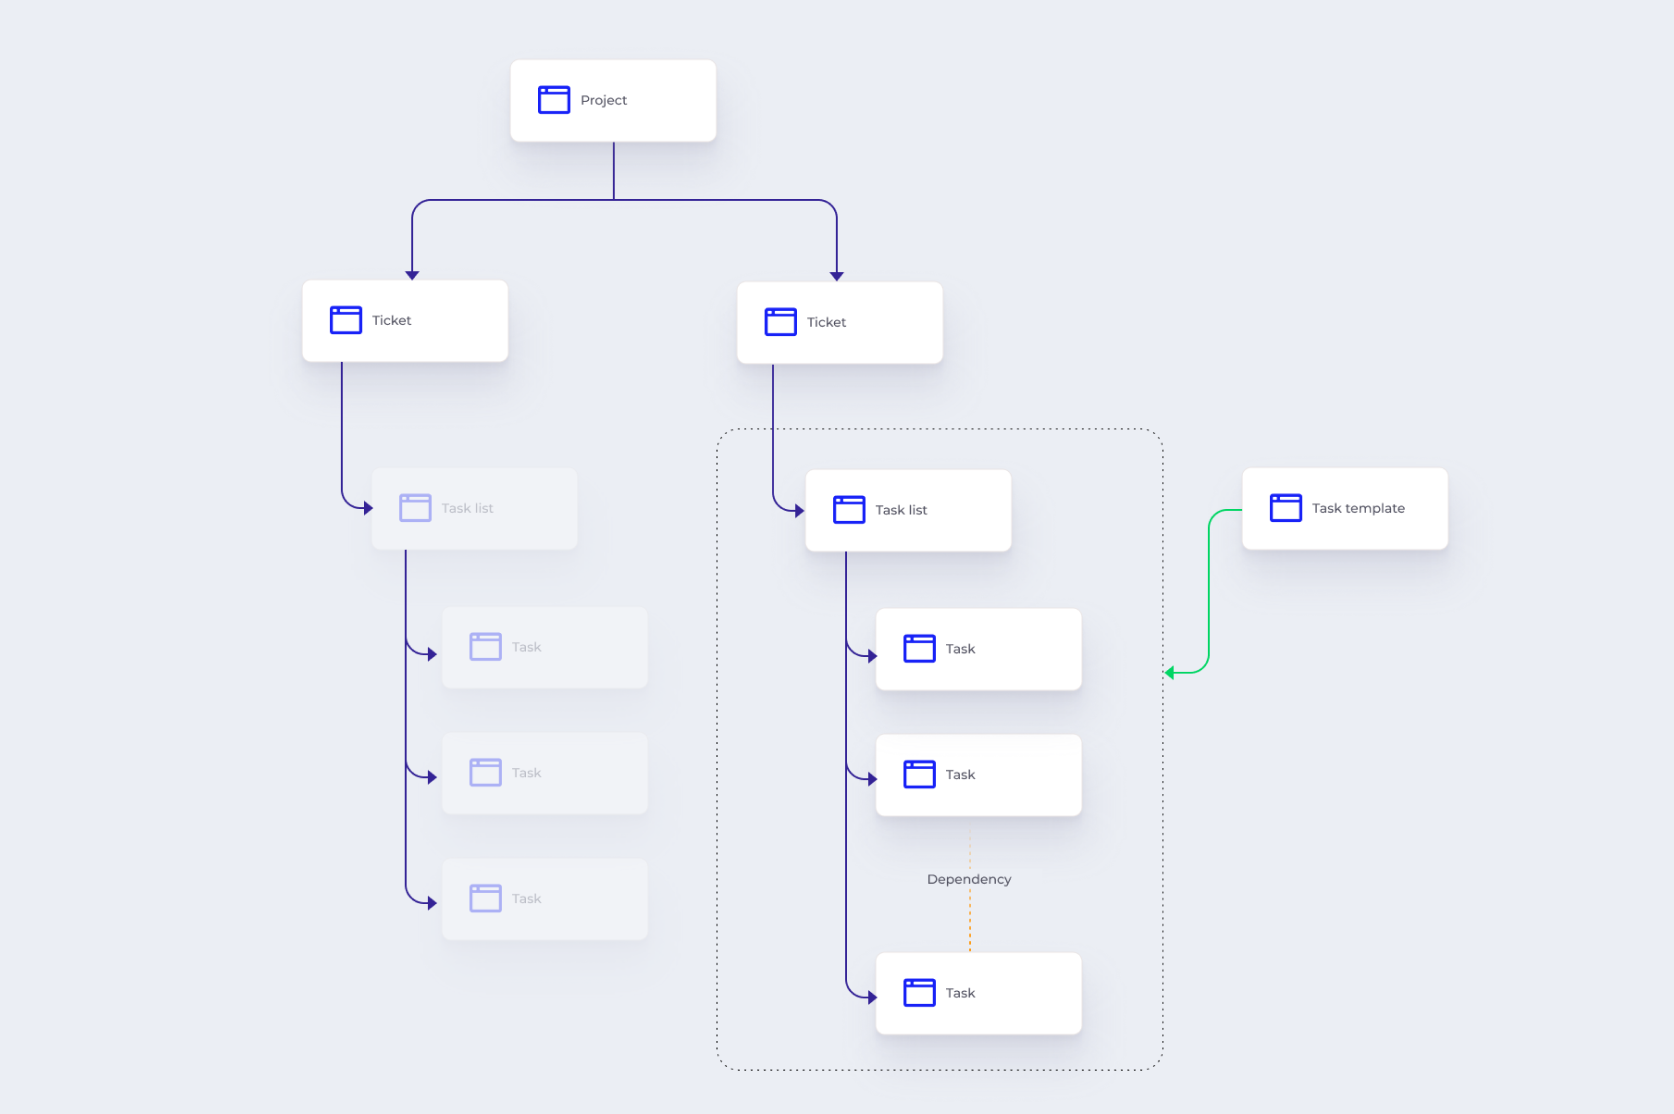 Project
Ticket
Ticket
Task list
Task list
Task template
Task
Task
Task
Task
Dependency
Task
Task